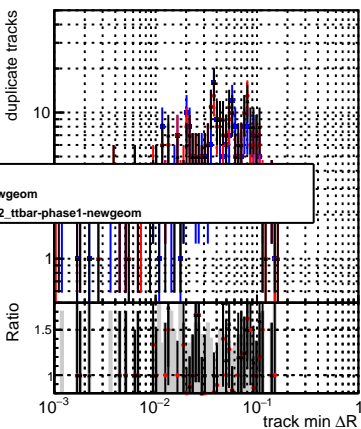 duplicate tracks
10
1
wgeom
2_ttbar-phase1-newgeom
Ratio
1.5
1
10⁻³
10⁻²
10⁻¹
1
track min ΔR